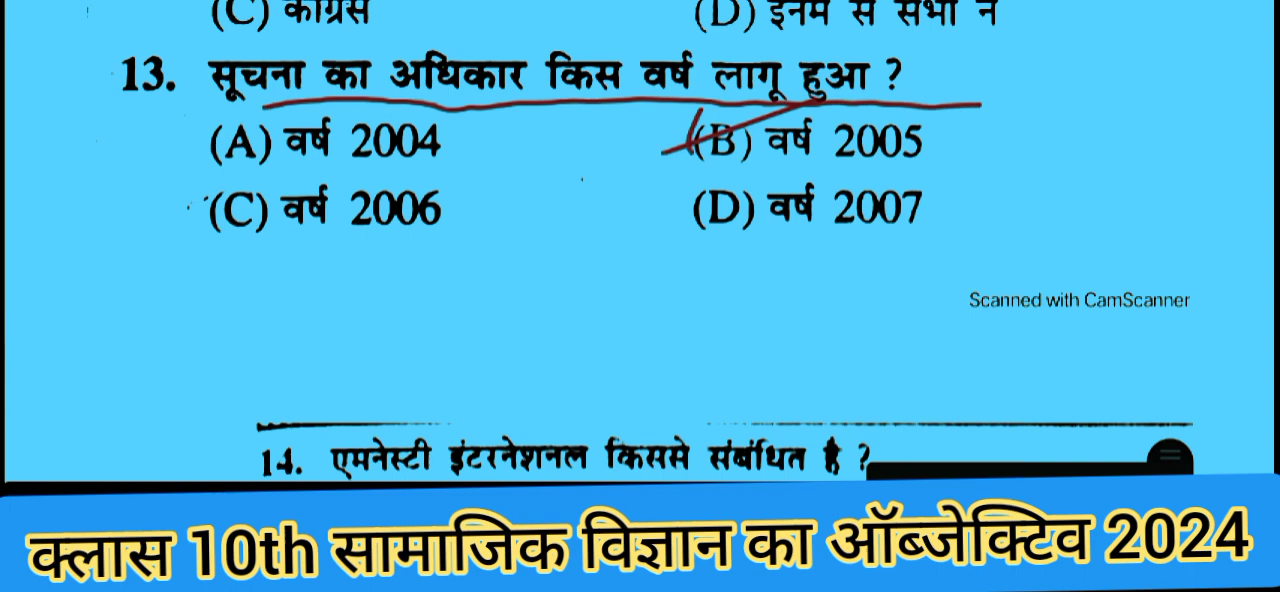 (C) कांग्रेस (D) इनमें से सभी न
13. सूचना का अधिकार किस वर्ष लागू हुआ ?
(A) वर्ष 2004 (B) वर्ष 2005
(C) वर्ष 2006 (D) वर्ष 2007
Scanned with CamScanner
14. एमनेस्टी इंटरनेशनल किससे संबंधित है ?
क्लास 10th सामाजिक विज्ञान का ऑब्जेक्टिव 2024